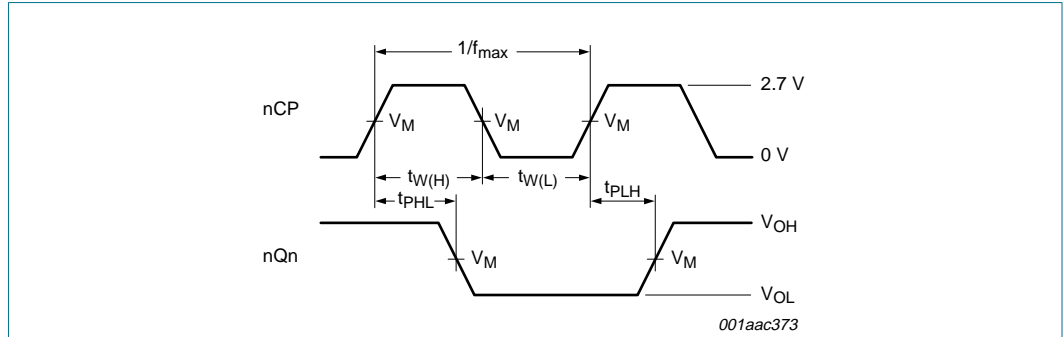 1/fmax
2.7 V
nCP
VM
VM
VM
0 V
tW(H)
tW(L)
tPHL
tPLH
VOH
nQn
VM
VM
VOL
001aac373